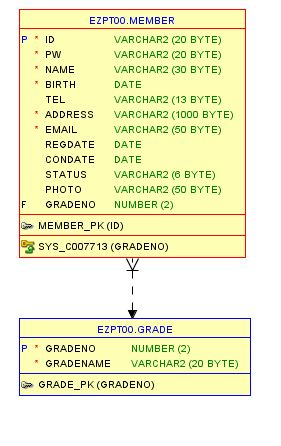 EZPT00.MEMBER
P * ID VARCHAR2 (20 BYTE)
* PW VARCHAR2 (20 BYTE)
* NAME VARCHAR2 (30 BYTE)
* BIRTH DATE
TEL VARCHAR2 (13 BYTE)
* ADDRESS VARCHAR2 (1000 BYTE)
* EMAIL VARCHAR2 (50 BYTE)
REGDATE DATE
CONDATE DATE
STATUS VARCHAR2 (6 BYTE)
PHOTO VARCHAR2 (50 BYTE)
F GRADENO NUMBER (2)
MEMBER_PK (ID)
SYS_C007713 (GRADENO)
EZPT00.GRADE
P * GRADENO NUMBER (2)
* GRADENAME VARCHAR2 (20 BYTE)
GRADE_PK (GRADENO)